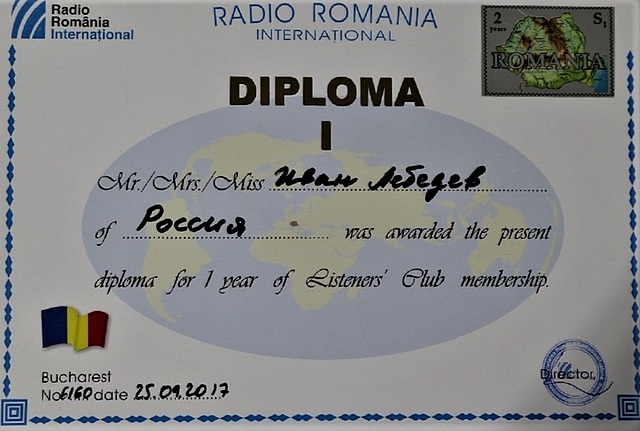 Radio
România
International
RADIO ROMANIA
INTERNAȚIONAL
2
years
S1
ROMANIA
DIPLOMA
I
Mr./Mrs./Miss Иван Лебедев
of Россия was awarded the present
diploma for 1 year of Listeners' Club membership.
Bucharest
No 6160 date 25.09.2017
Director,